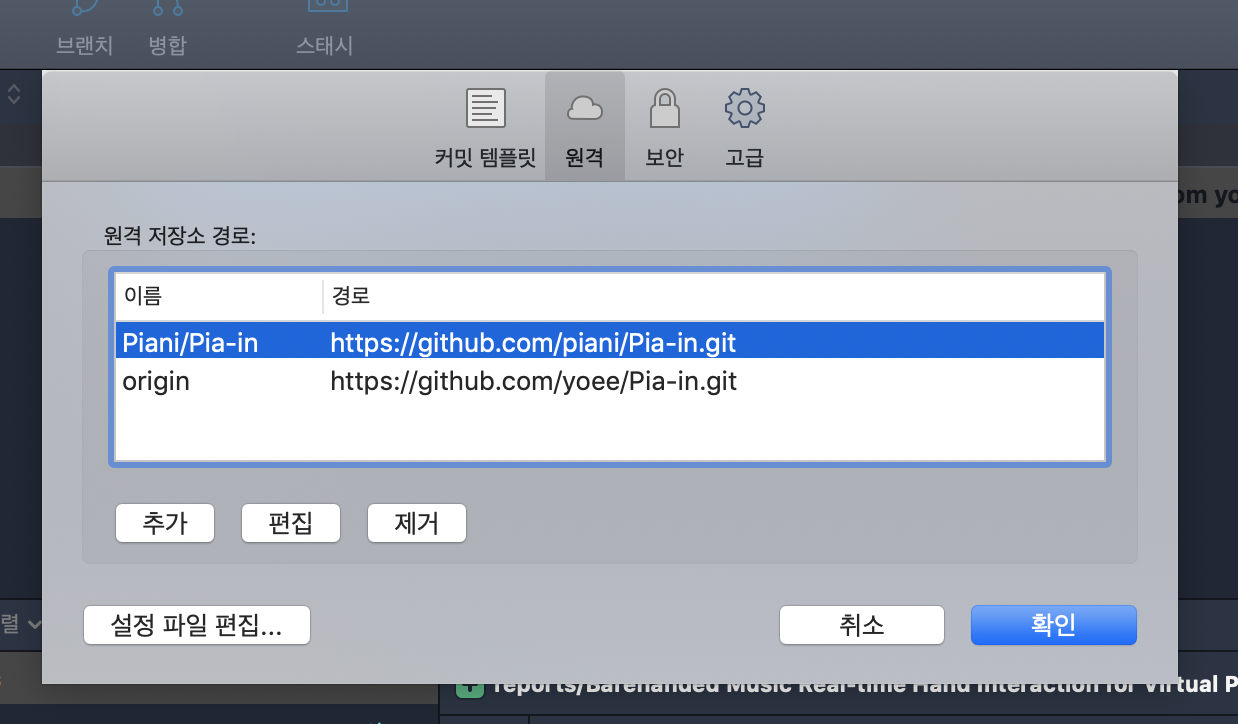 브랜치 병합 스태시
커밋 템플릿 원격 보안 고급
om yo
원격 저장소 경로:
이름 경로
Piani/Pia-in https://github.com/piani/Pia-in.git
origin https://github.com/yoee/Pia-in.git
추가 편집 제거
렬
설정 파일 편집... 취소 확인
reports/Barehanded Music Real-time Hand Interaction for Virtual P